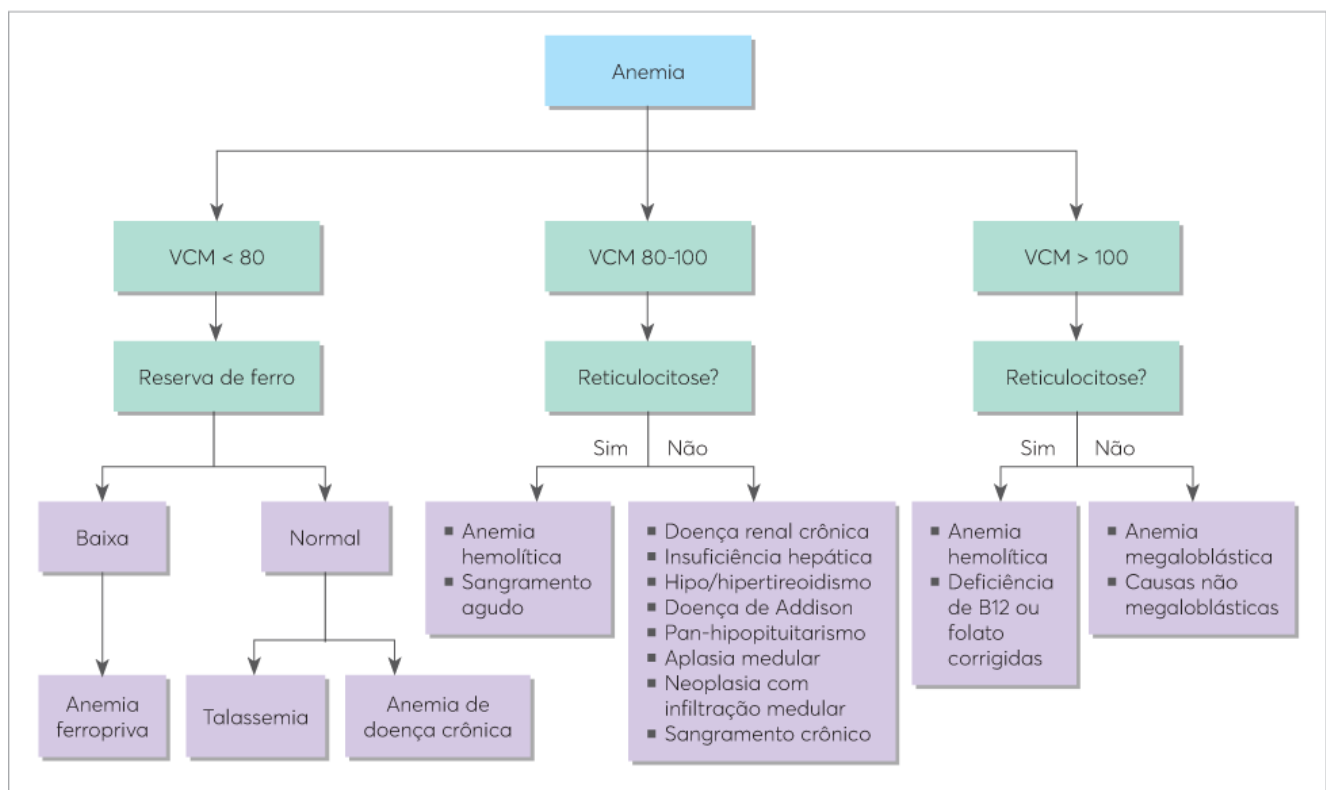 Anemia
VCM < 80
VCM 80-100
VCM > 100
Reserva de ferro
Reticulocitose?
Reticulocitose?
Sim
Não
Sim
Não
Baixa
Normal
▪ Anemia
hemolítica
▪ Sangramento
agudo
▪ Doença renal crônica
▪ Insuficiência hepática
▪ Hipo/hipertireoidismo
▪ Doença de Addison
▪ Pan-hipopituitarismo
▪ Aplasia medular
▪ Neoplasia com
infiltração medular
▪ Sangramento crônico
▪ Anemia
hemolítica
▪ Deficiência
de B12 ou
folato
corrigidas
▪ Anemia
megaloblástica
▪ Causas não
megaloblásticas
Anemia
ferropriva
Talassemia
Anemia de
doença crônica